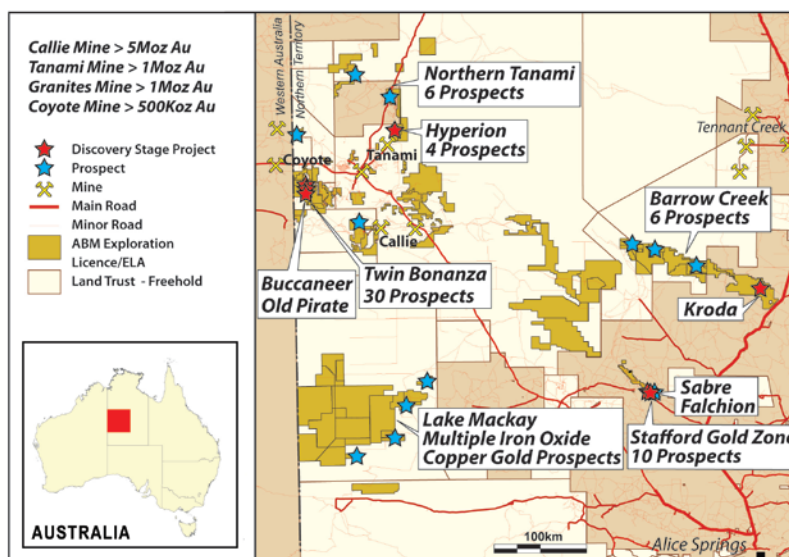 Callie Mine > 5Moz Au
Tanami Mine > 1Moz Au
Granites Mine > 1Moz Au
Coyote Mine > 500Koz Au
Discovery Stage Project
Prospect
Mine
Main Road
Minor Road
ABM Exploration
Licence/ELA
Land Trust - Freehold
AUSTRALIA
Western Australia
Northern Territory
Northern Tanami
6 Prospects
Hyperion
4 Prospects
Tennant Creek
Coyote
Tanami
Barrow Creek
6 Prospects
Callie
Buccaneer
Old Pirate
Twin Bonanza
30 Prospects
Kroda
Sabre
Falchion
Lake Mackay
Multiple Iron Oxide
Copper Gold Prospects
Stafford Gold Zone
10 Prospects
100km
Alice Springs